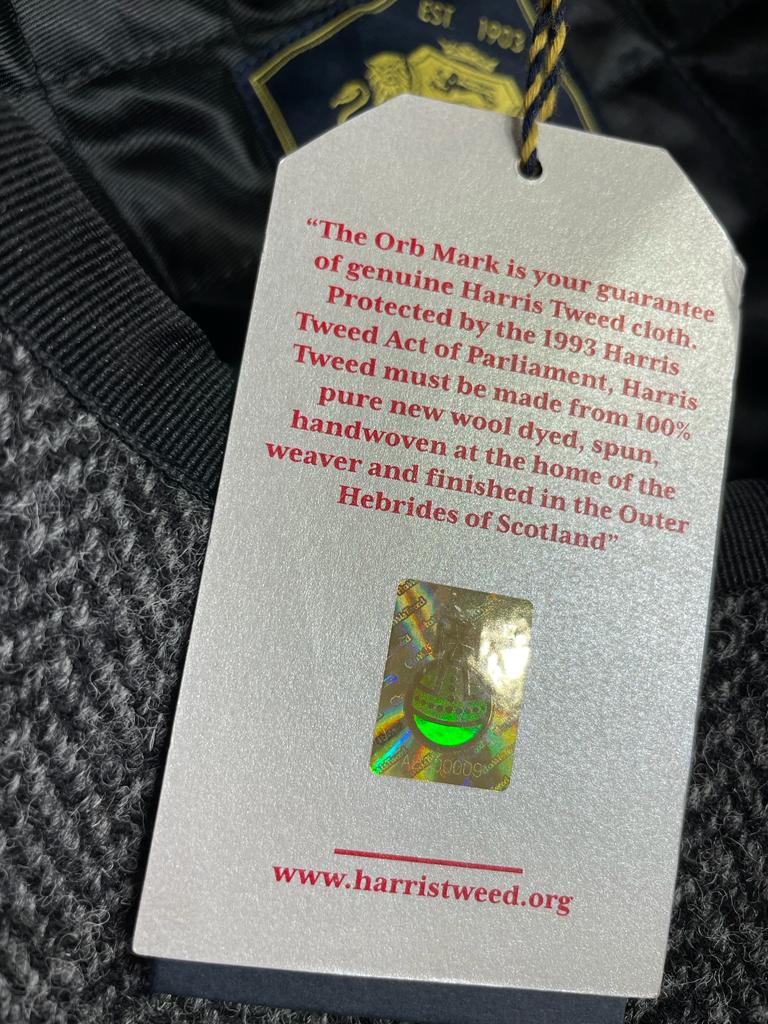 EST. 1903
“The Orb Mark is your guarantee
of genuine Harris Tweed cloth.
Protected by the 1993 Harris
Tweed Act of Parliament, Harris
Tweed must be made from 100%
pure new wool dyed, spun,
handwoven at the home of the
weaver and finished in the Outer
Hebrides of Scotland”
www.harristweed.org